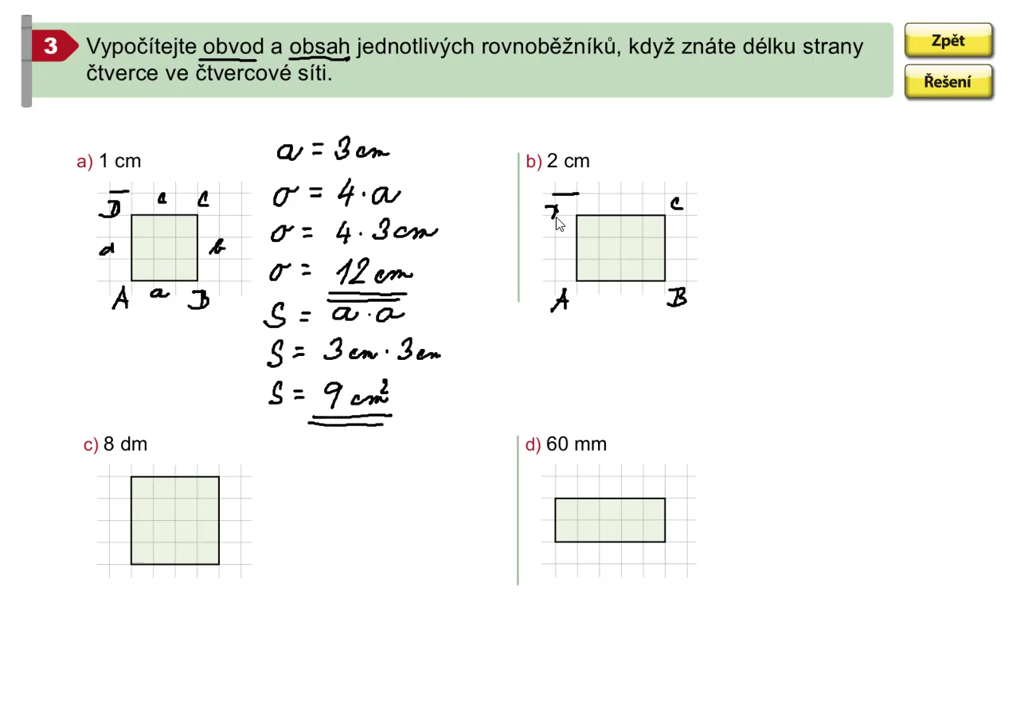 3 Vypočítejte obvod a obsah jednotlivých rovnoběžníků, když znáte délku strany
čtverce ve čtvercové síti.
Zpět
Řešení
a) 1 cm
D c C
d b
A a B
a = 3 cm
o = 4 · a
o = 4 · 3 cm
o = 12 cm
S = a · a
S = 3 cm · 3 cm
S = 9 cm²
b) 2 cm
C
A B
c) 8 dm
d) 60 mm